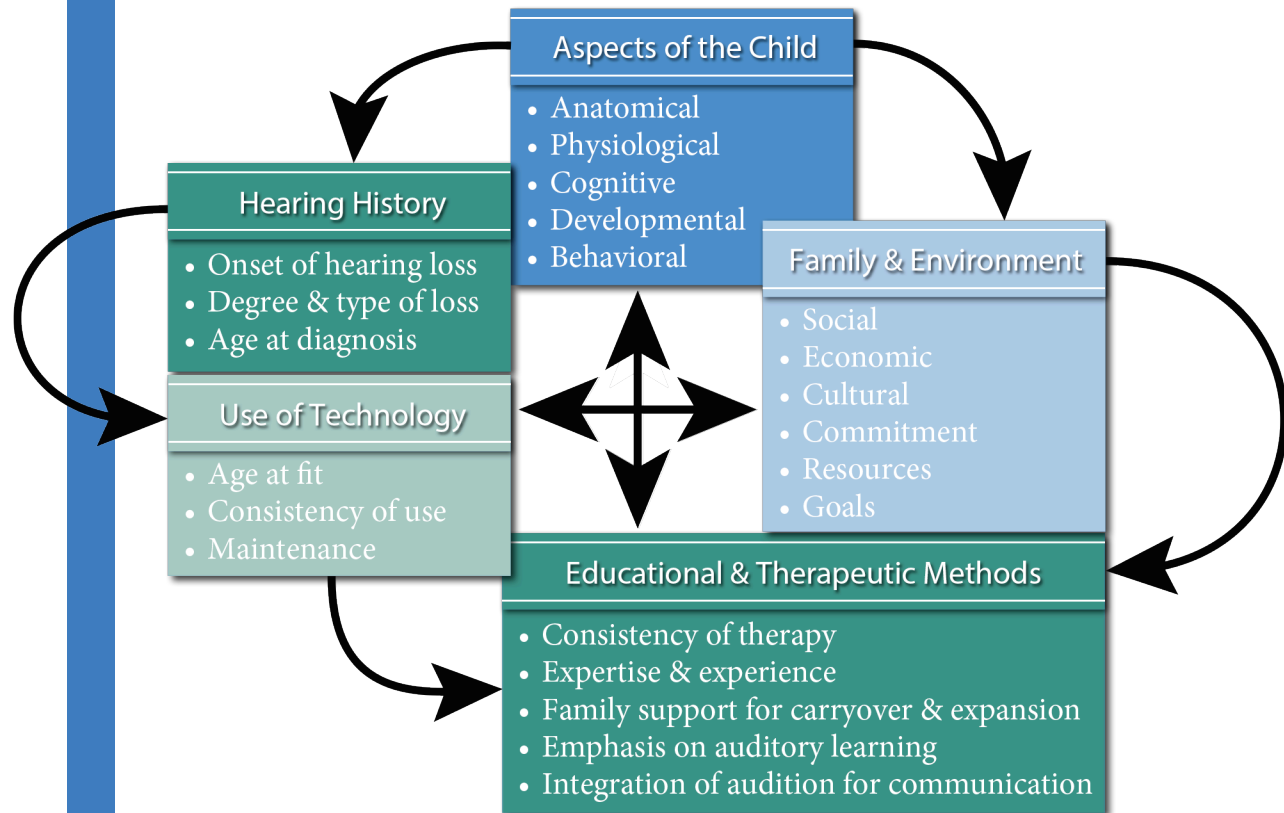 Aspects of the Child
• Anatomical
• Physiological
• Cognitive
• Developmental
• Behavioral
Hearing History
• Onset of hearing loss
• Degree & type of loss
• Age at diagnosis
Family & Environment
• Social
• Economic
• Cultural
• Commitment
• Resources
• Goals
Use of Technology
• Age at fit
• Consistency of use
• Maintenance
Educational & Therapeutic Methods
• Consistency of therapy
• Expertise & experience
• Family support for carryover & expansion
• Emphasis on auditory learning
• Integration of audition for communication